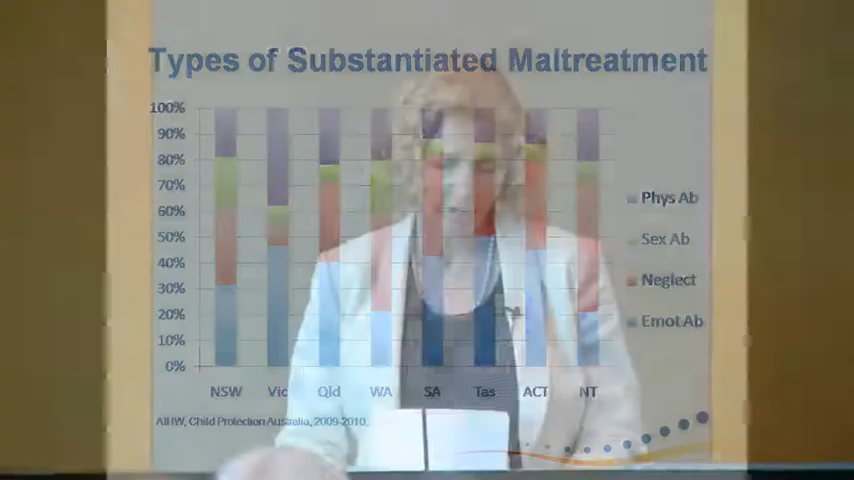 Types of Substantiated Maltreatment
100%
90%
80%
70%
60%
50%
40%
30%
20%
10%
0%
NSW Vic Qld WA SA Tas ACT NT
Phys Ab
Sex Ab
Neglect
Emot Ab
AIHW, Child Protection Australia, 2009-2010.